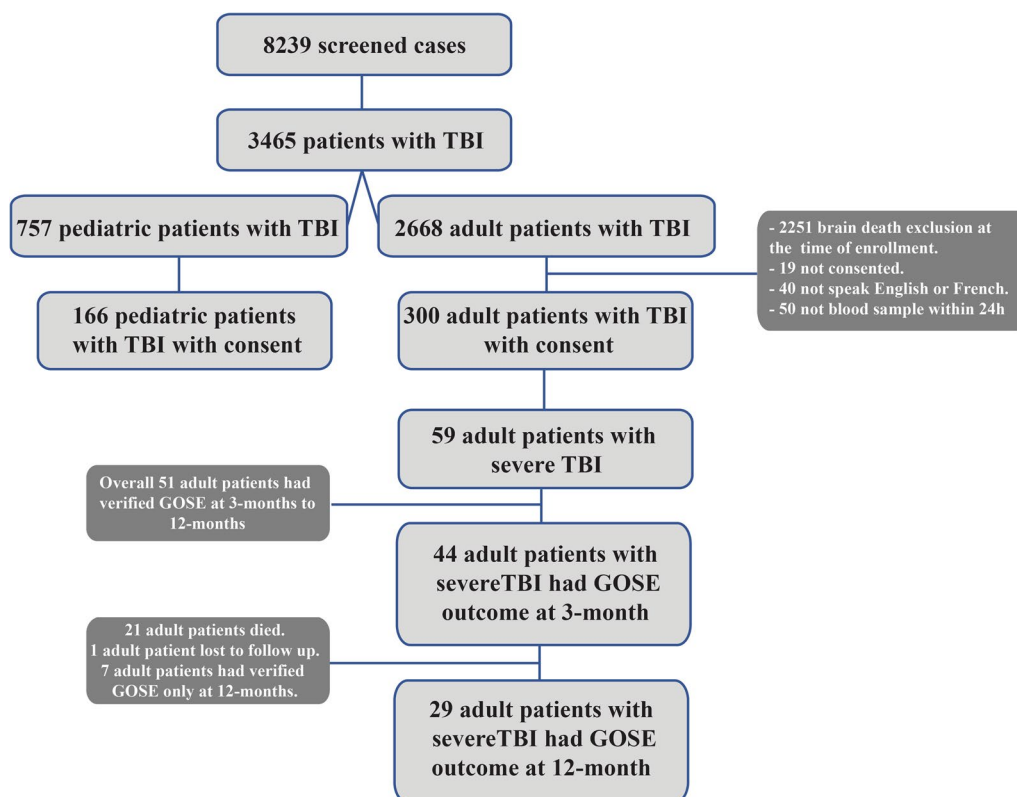 8239 screened cases
3465 patients with TBI
757 pediatric patients with TBI
2668 adult patients with TBI
- 2251 brain death exclusion at
the time of enrollment.
- 19 not consented.
- 40 not speak English or French.
- 50 not blood sample within 24h
166 pediatric patients
with TBI with consent
300 adult patients with TBI
with consent
59 adult patients with
severe TBI
Overall 51 adult patients had
verified GOSE at 3-months to
12-months
44 adult patients with
severeTBI had GOSE
outcome at 3-month
21 adult patients died.
1 adult patient lost to follow up.
7 adult patients had verified
GOSE only at 12-months.
29 adult patients with
severeTBI had GOSE
outcome at 12-month